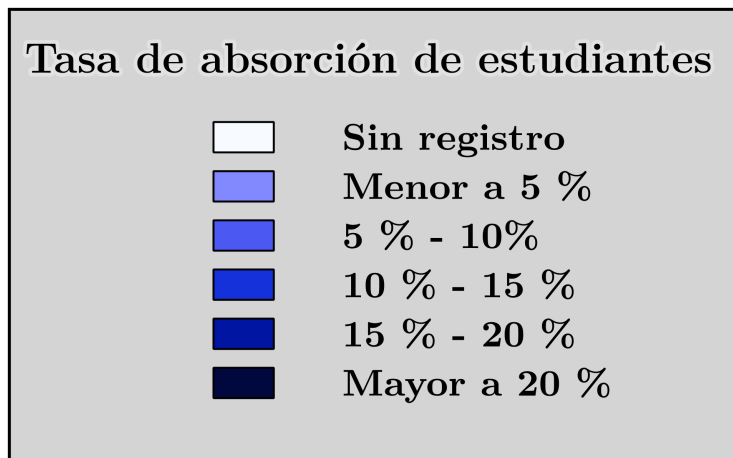 Tasa de absorción de estudiantes
Sin registro
Menor a 5 %
5 % - 10%
10 % - 15 %
15 % - 20 %
Mayor a 20 %